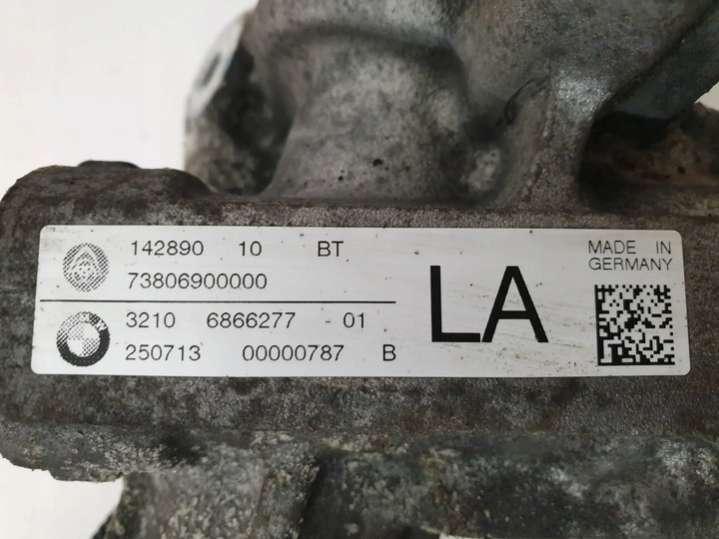 142890 10 BT
73806900000
3210 6866277 - 01
250713 00000787 B
LA
MADE IN
GERMANY